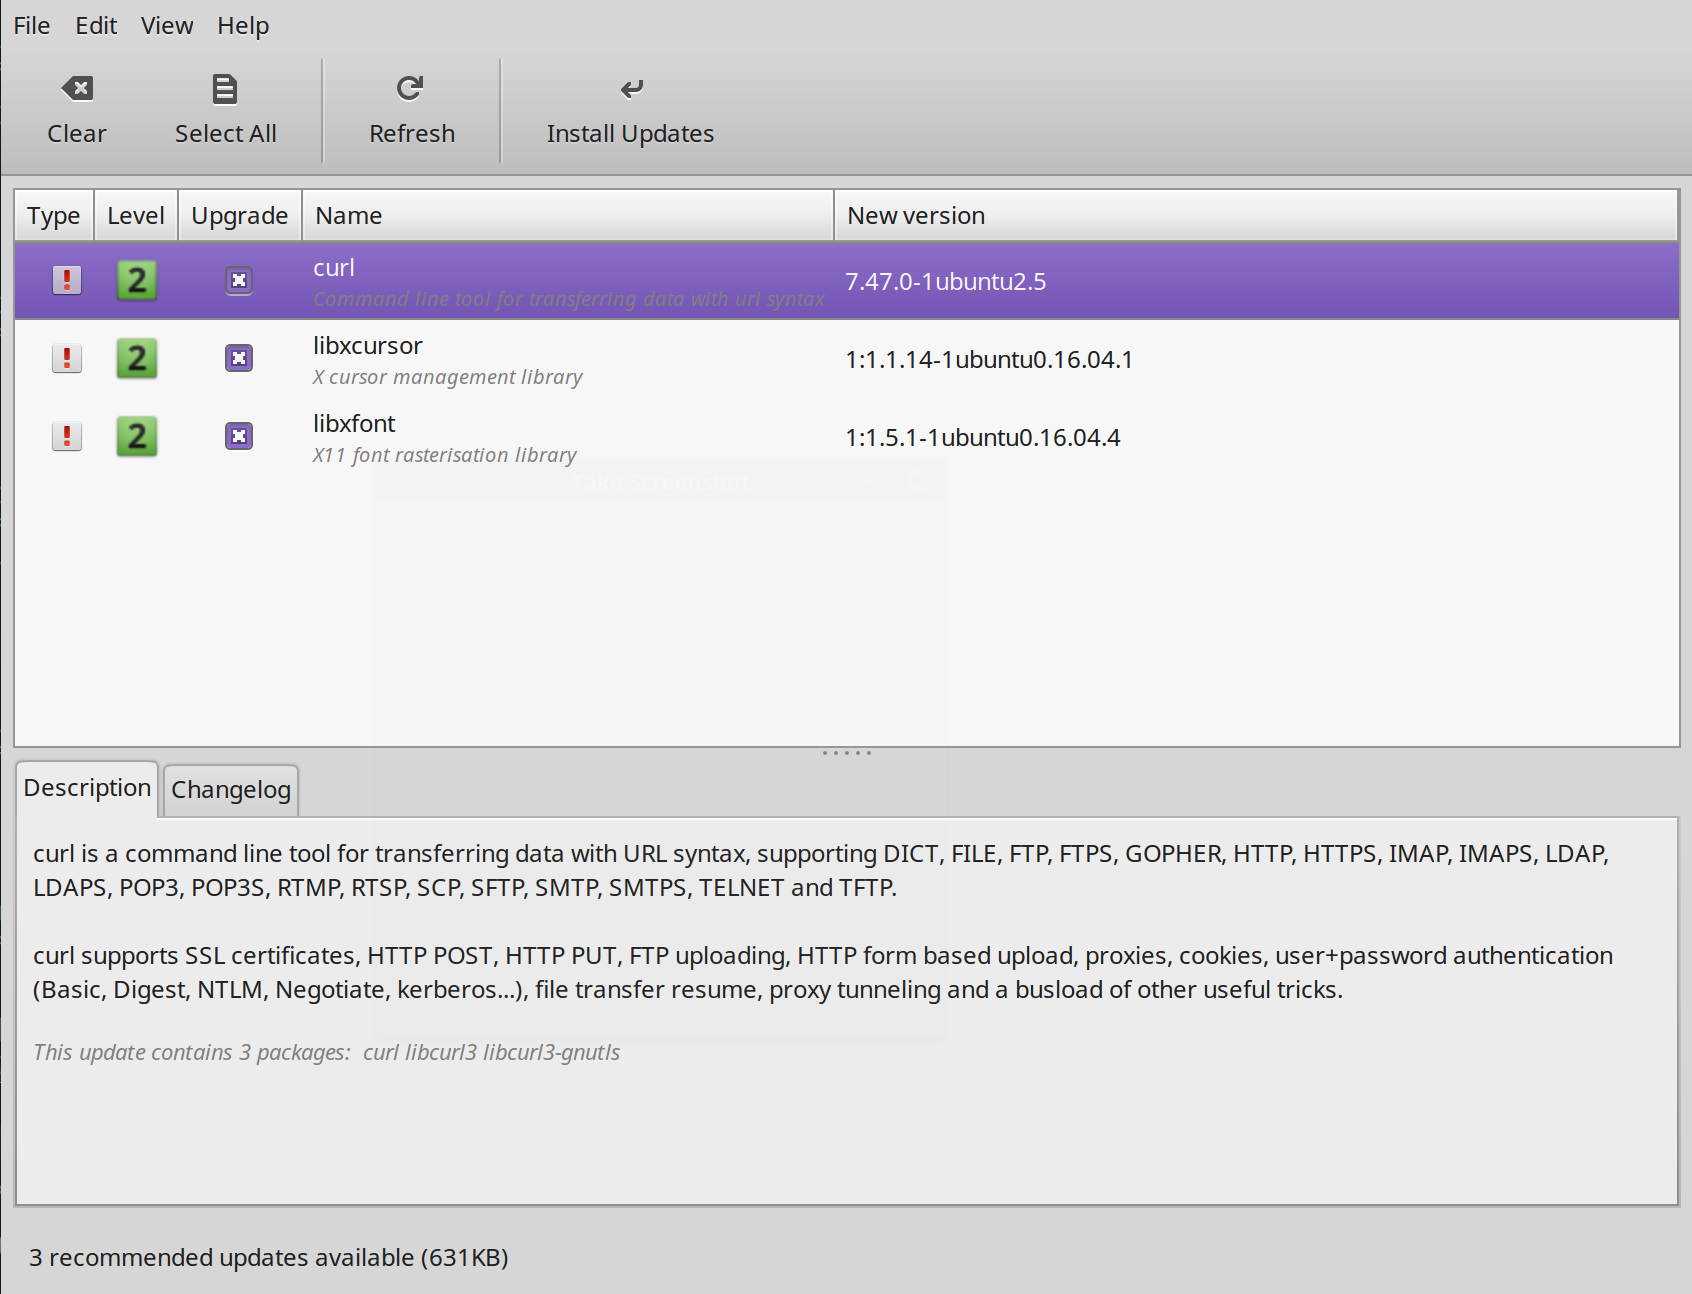 File Edit View Help
Clear Select All Refresh Install Updates
Type Level Upgrade Name New version
! 2 curl 7.47.0-1ubuntu2.5
Command line tool for transferring data with url syntax
! 2 libxcursor 1:1.1.14-1ubuntu0.16.04.1
X cursor management library
! 2 libxfont 1:1.5.1-1ubuntu0.16.04.4
X11 font rasterisation library
Take Screenshot
Description Changelog
curl is a command line tool for transferring data with URL syntax, supporting DICT, FILE, FTP, FTPS, GOPHER, HTTP, HTTPS, IMAP, IMAPS, LDAP,
LDAPS, POP3, POP3S, RTMP, RTSP, SCP, SFTP, SMTP, SMTPS, TELNET and TFTP.
curl supports SSL certificates, HTTP POST, HTTP PUT, FTP uploading, HTTP form based upload, proxies, cookies, user+password authentication
(Basic, Digest, NTLM, Negotiate, kerberos...), file transfer resume, proxy tunneling and a busload of other useful tricks.
This update contains 3 packages: curl libcurl3 libcurl3-gnutls
3 recommended updates available (631KB)